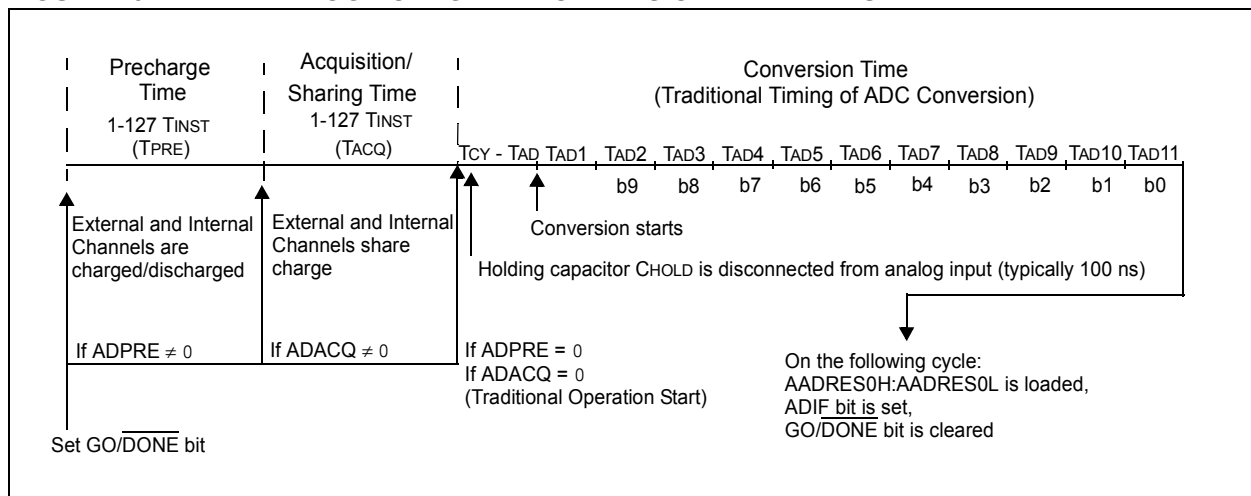 Precharge
Time
1-127 TINST
(TPRE)
Acquisition/
Sharing Time
1-127 TINST
(TACQ)
Conversion Time
(Traditional Timing of ADC Conversion)
TCY - TAD TAD1 TAD2 TAD3 TAD4 TAD5 TAD6 TAD7 TAD8 TAD9 TAD10 TAD11
b9 b8 b7 b6 b5 b4 b3 b2 b1 b0
External and Internal
Channels are
charged/discharged
External and Internal
Channels share
charge
Conversion starts
Holding capacitor CHOLD is disconnected from analog input (typically 100 ns)
If ADPRE ≠ 0
If ADACQ ≠ 0
If ADPRE = 0
If ADACQ = 0
(Traditional Operation Start)
On the following cycle:
AADRES0H:AADRES0L is loaded,
ADIF bit is set,
GO/DONE bit is cleared
Set GO/DONE bit